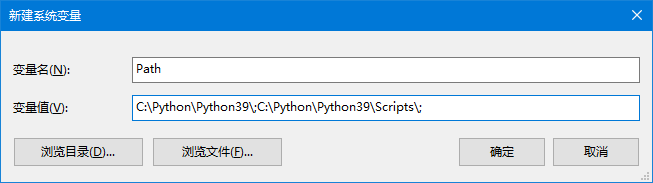 新建系统变量
变量名(N): Path
变量值(V): C:\Python\Python39\;C:\Python\Python39\Scripts\;
浏览目录(D)... 浏览文件(F)... 确定 取消